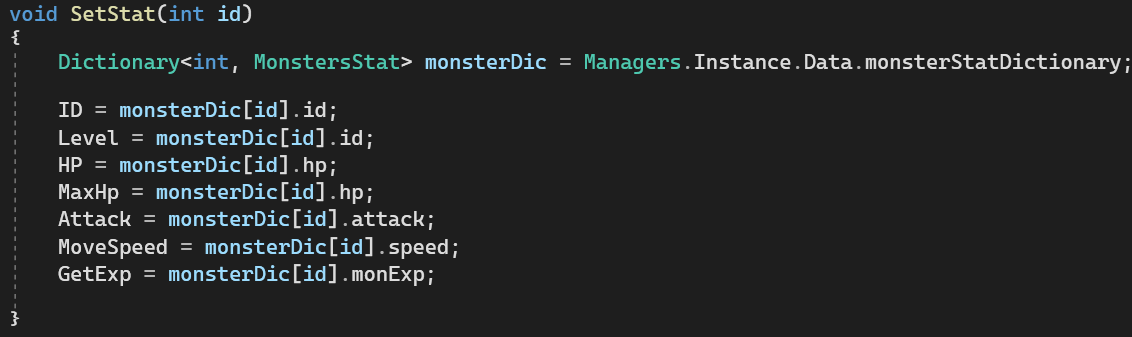 void SetStat(int id)
{
    Dictionary<int, MonstersStat> monsterDic = Managers.Instance.Data.monsterStatDictionary;
    ID = monsterDic[id].id;
    Level = monsterDic[id].id;
    HP = monsterDic[id].hp;
    MaxHp = monsterDic[id].hp;
    Attack = monsterDic[id].attack;
    MoveSpeed = monsterDic[id].speed;
    GetExp = monsterDic[id].monExp;
}